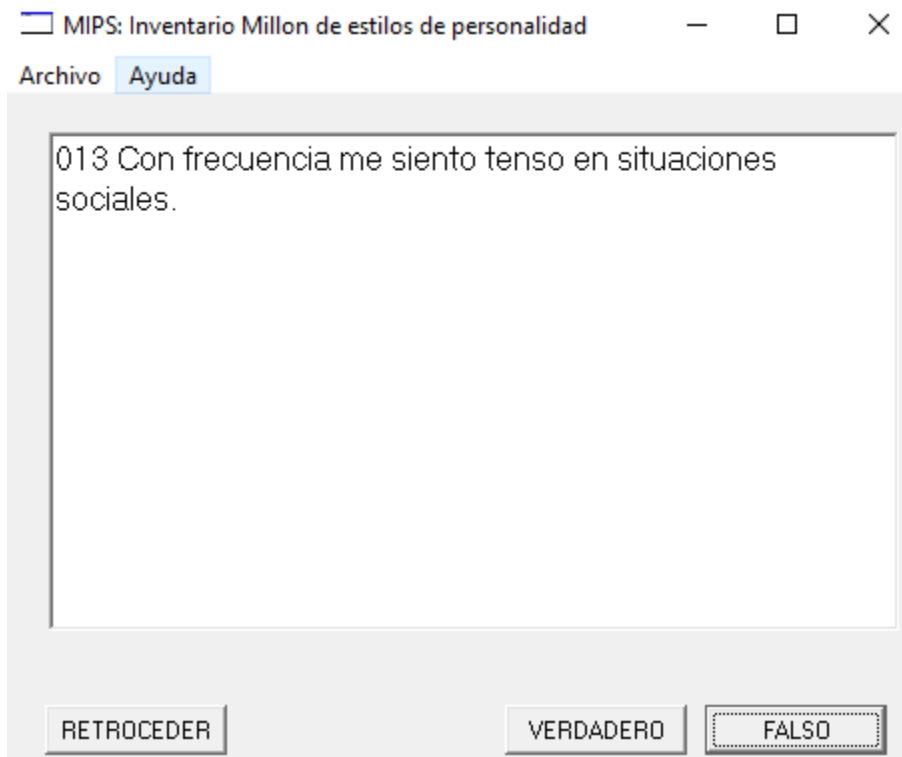 MIPS: Inventario Millon de estilos de personalidad
Archivo Ayuda
013 Con frecuencia me siento tenso en situaciones
sociales.
RETROCEDER VERDADERO FALSO